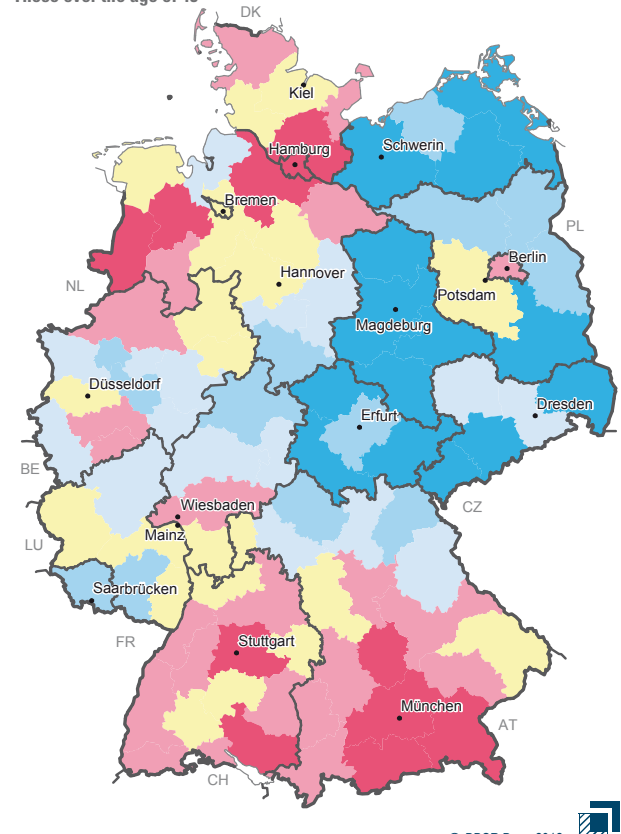 DK
Kiel
Hamburg
Schwerin
Bremen
PL
Berlin
NL
Hannover
Potsdam
Magdeburg
Düsseldorf
Dresden
Erfurt
BE
Wiesbaden
CZ
Mainz
LU
Saarbrücken
FR
Stuttgart
München
AT
CH